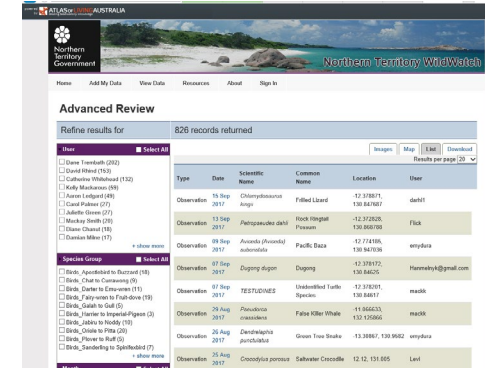 ATLAS OF LIVING AUSTRALIA
Northern
Territory
Government
Northern Territory WildWatch
Home Add My Data View Data Resources About Sign In
Advanced Review
Refine results for
826 records returned
User Select All
Dane Trembath (202)
David Rhind (153)
Catherine Whitehead (132)
Kelly Macharous (59)
Aaron Ledgard (49)
Carol Palmer (27)
Juliette Green (27)
Mackay Smith (20)
Diane Chanut (18)
Damian Milne (17)
+ show more
Species Group Select All
Birds_Apostlebird to Buzzard (18)
Birds_Chat to Currawong (9)
Birds_Darter to Emu-wren (11)
Birds_Fairy-wren to Fruit-dove (19)
Birds_Galah to Gull (5)
Birds_Harrier to Imperial-Pigeon (3)
Birds_Jabiru to Noddy (10)
Birds_Oriole to Pitta (20)
Birds_Plover to Ruff (5)
Birds_Sanderling to Spinifexbird (7)
+ show more
Month Select All
Images Map List Download
Results per page 20
Type Date Scientific Name Common Name Location User
Observation 15 Sep 2017 Chlamydosaurus kingii Frilled Lizard -12.378871, 130.847687 darhl1
Observation 13 Sep 2017 Petropseudes dahli Rock Ringtail Possum -12.372828, 130.868788 Flick
Observation 09 Sep 2017 Aviceda (Aviceda) subcristata Pacific Baza -12.774186, 130.947036 emydura
Observation 07 Sep 2017 Dugong dugon Dugong -12.378172, 130.84625 Hanmelnyk@gmail.com
Observation 07 Sep 2017 TESTUDINES Unidentified Turtle Species -12.378201, 130.84617 mackk
Observation 29 Aug 2017 Pseudorca crassidens False Killer Whale -11.066633, 132.125866 mackk
Observation 26 Aug 2017 Dendrelaphis punctulatus Green Tree Snake -13.30867, 130.9682 emydura
Observation 25 Aug 2017 Crocodylus porosus Saltwater Crocodile 12.12, 131.005 Levi